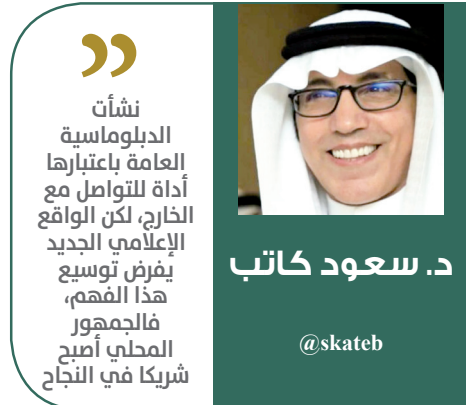 ”
نشأت
الدبلوماسية
العامة باعتبارها
أداة للتواصل مع
الخارج، لكن الواقع
الإعلامي الجديد
يفرض توسيع
هذا الفهم،
فالجمهور
المحلي أصبح
شريكا في النجاح
د. سعود كاتب
@skateb